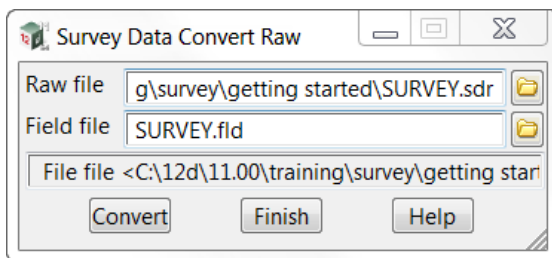 Survey Data Convert Raw
Raw file g\survey\getting started\SURVEY.sdr
Field file SURVEY.fld
File file <C:\12d\11.00\training\survey\getting start
Convert Finish Help